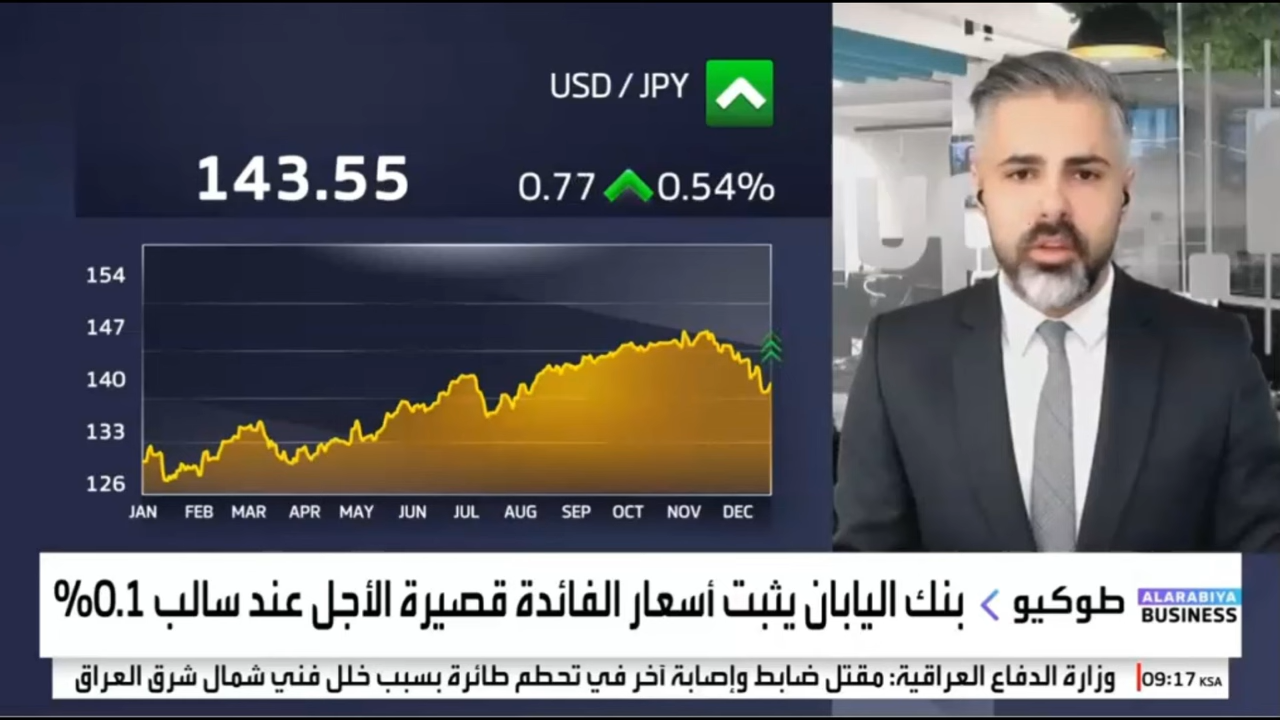 USD / JPY
143.55
0.77 0.54%
154
147
140
133
126
JAN FEB MAR APR MAY JUN JUL AUG SEP OCT NOV DEC
ALARABIYA
BUSINESS
طوكيو > بنك اليابان يثبت أسعار الفائدة قصيرة الأجل عند سالب 0.1%
09:17 KSA
وزارة الدفاع العراقية: مقتل ضابط وإصابة آخر في تحطم طائرة بسبب خلل فني شمال شرق العراق